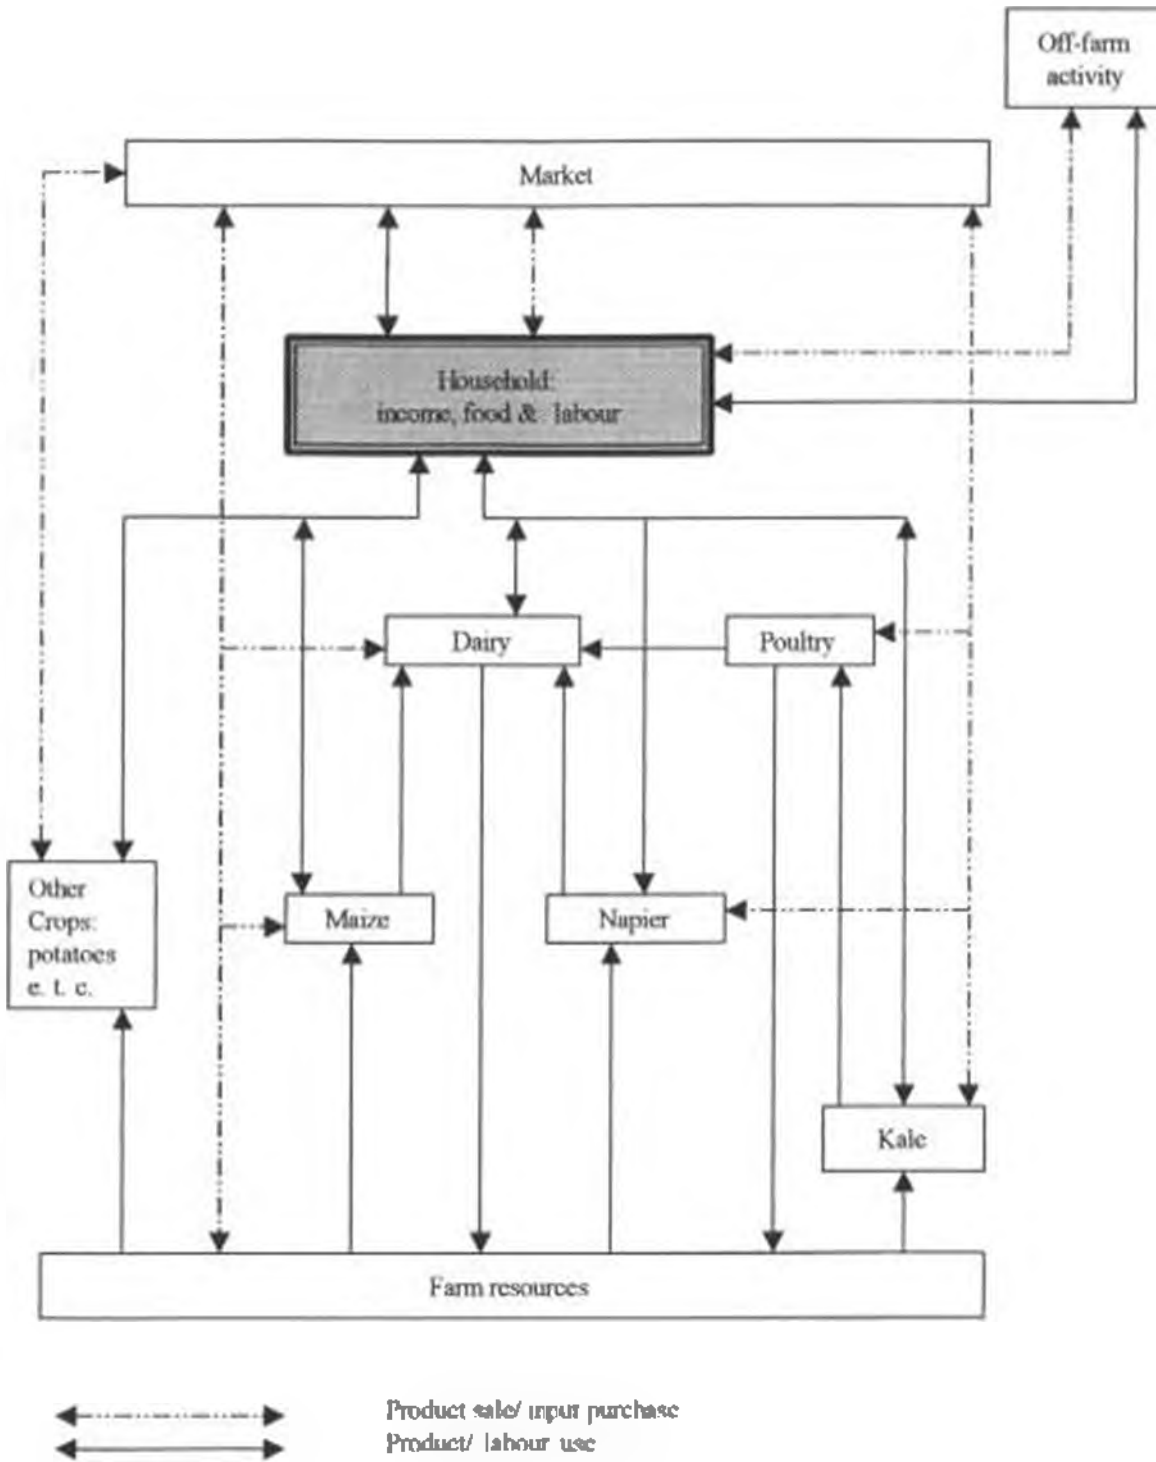 Off-farm
activity
Market
Household:
income, food & labour
Dairy
Poultry
Other
Crops:
potatoes
e. t. c.
Maize
Napier
Kale
Farm resources
Product sale/ input purchase
Product/ labour use